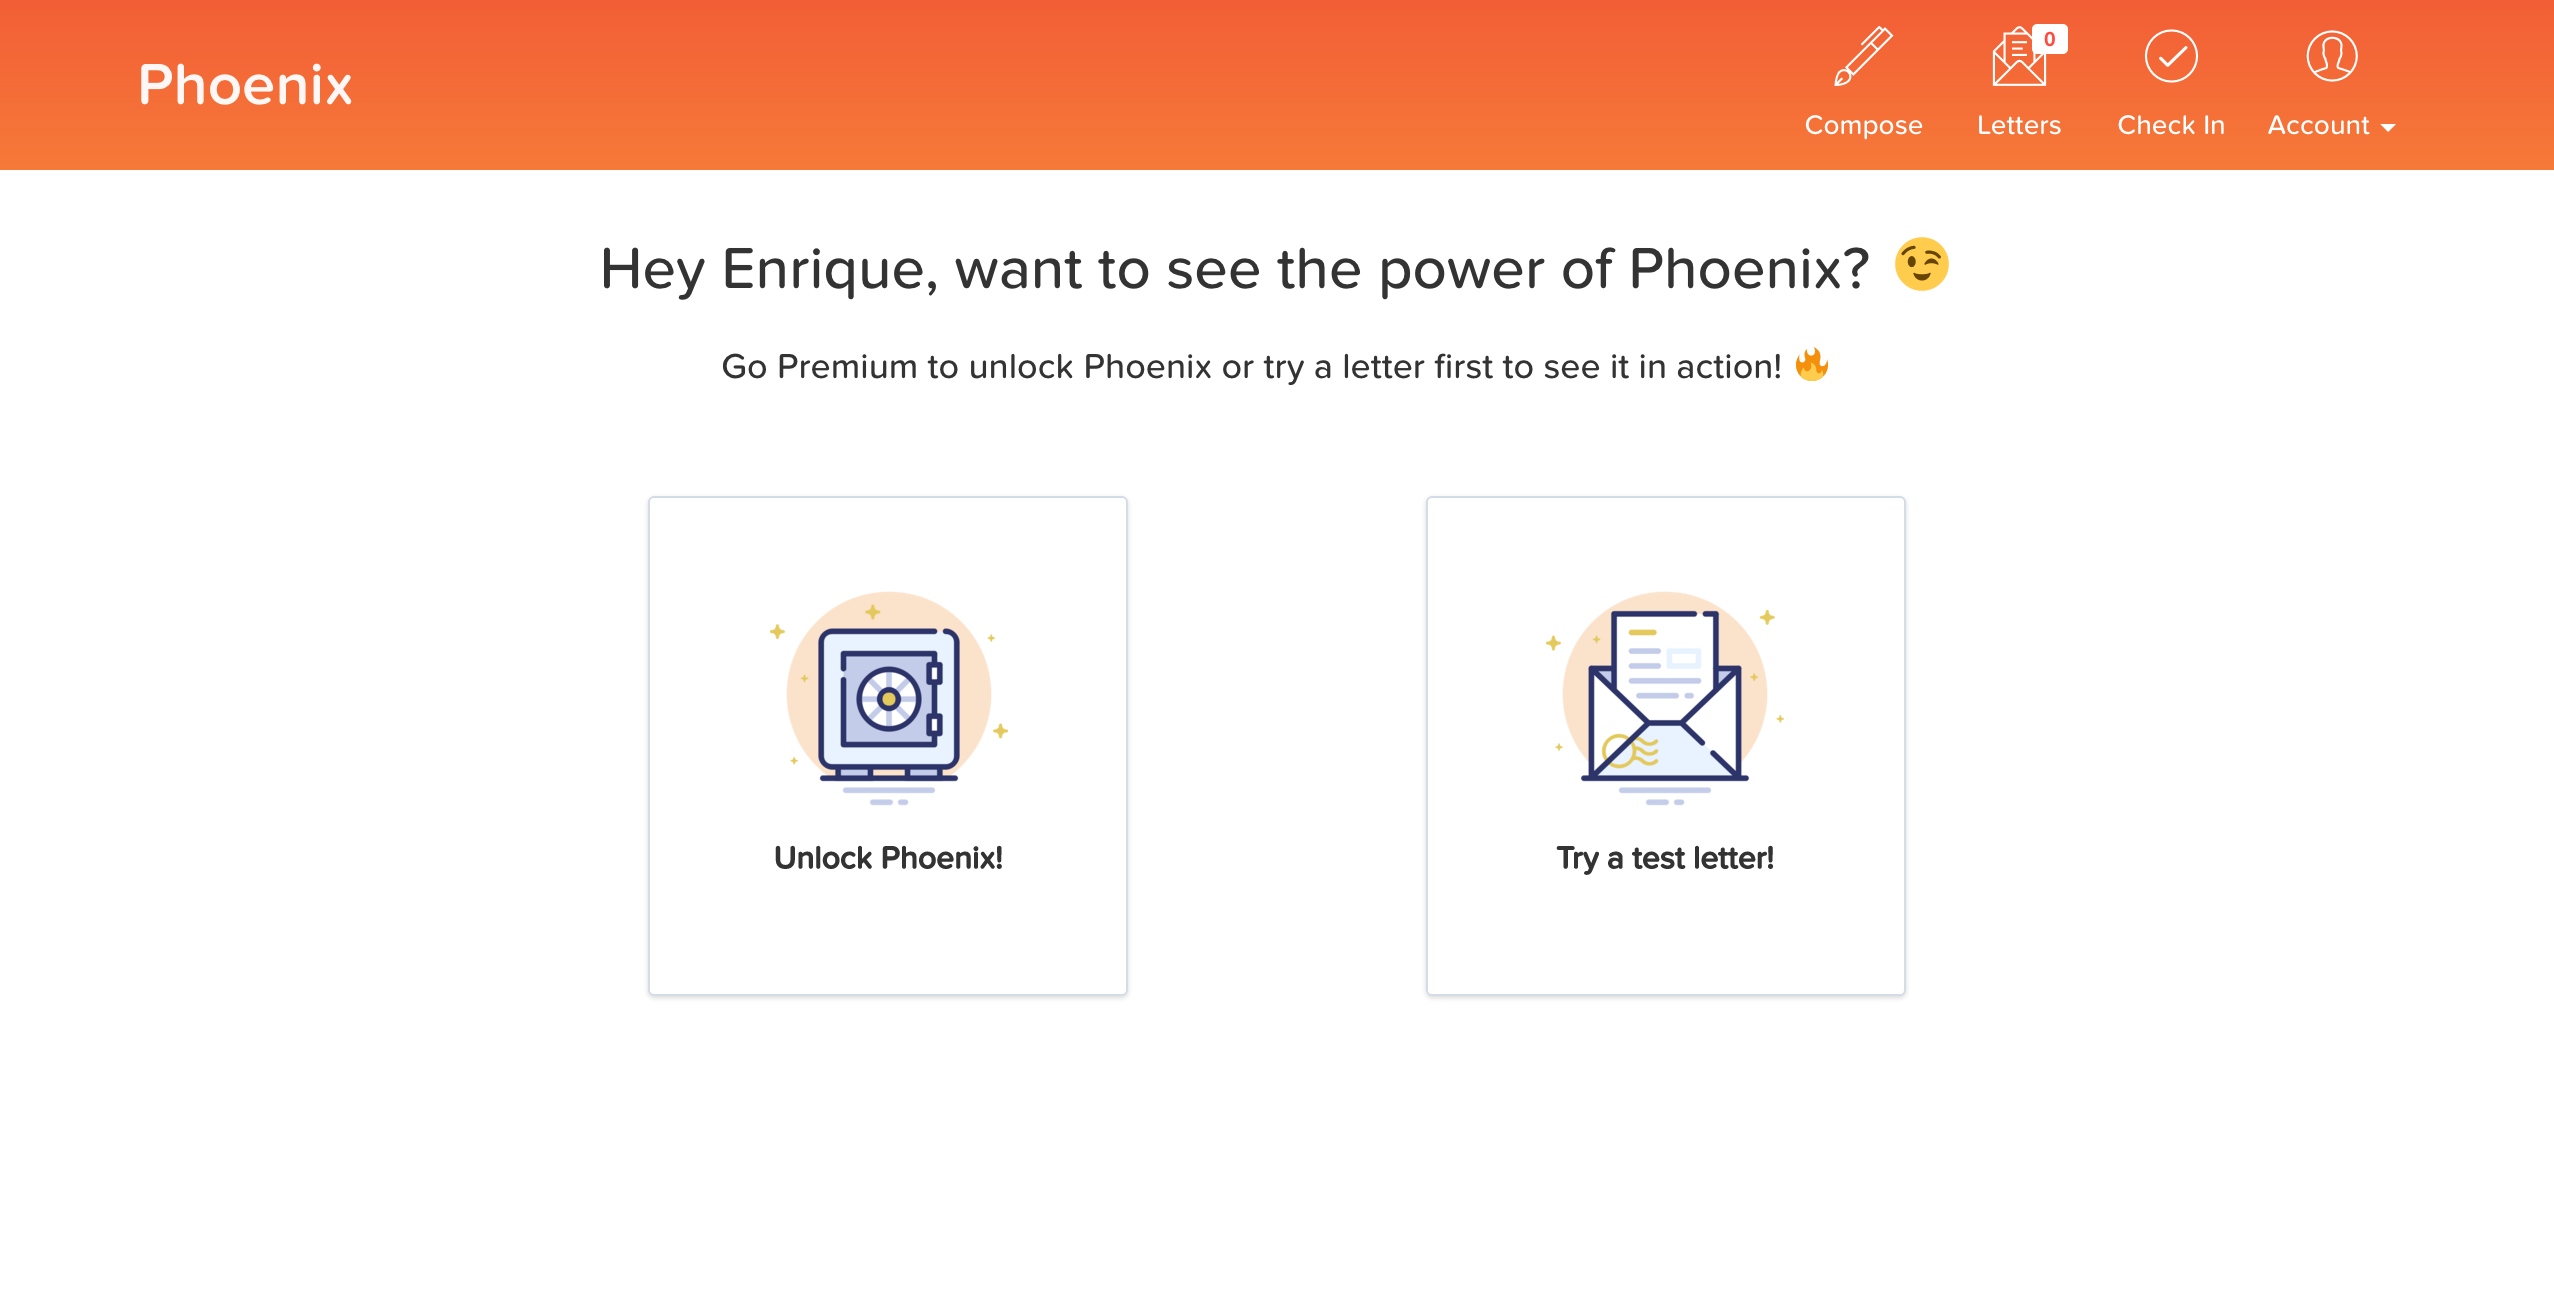 Phoenix
Compose
0
Letters
Check In
Account
Hey Enrique, want to see the power of Phoenix? 😉
Go Premium to unlock Phoenix or try a letter first to see it in action! 🔥
Unlock Phoenix!
Try a test letter!